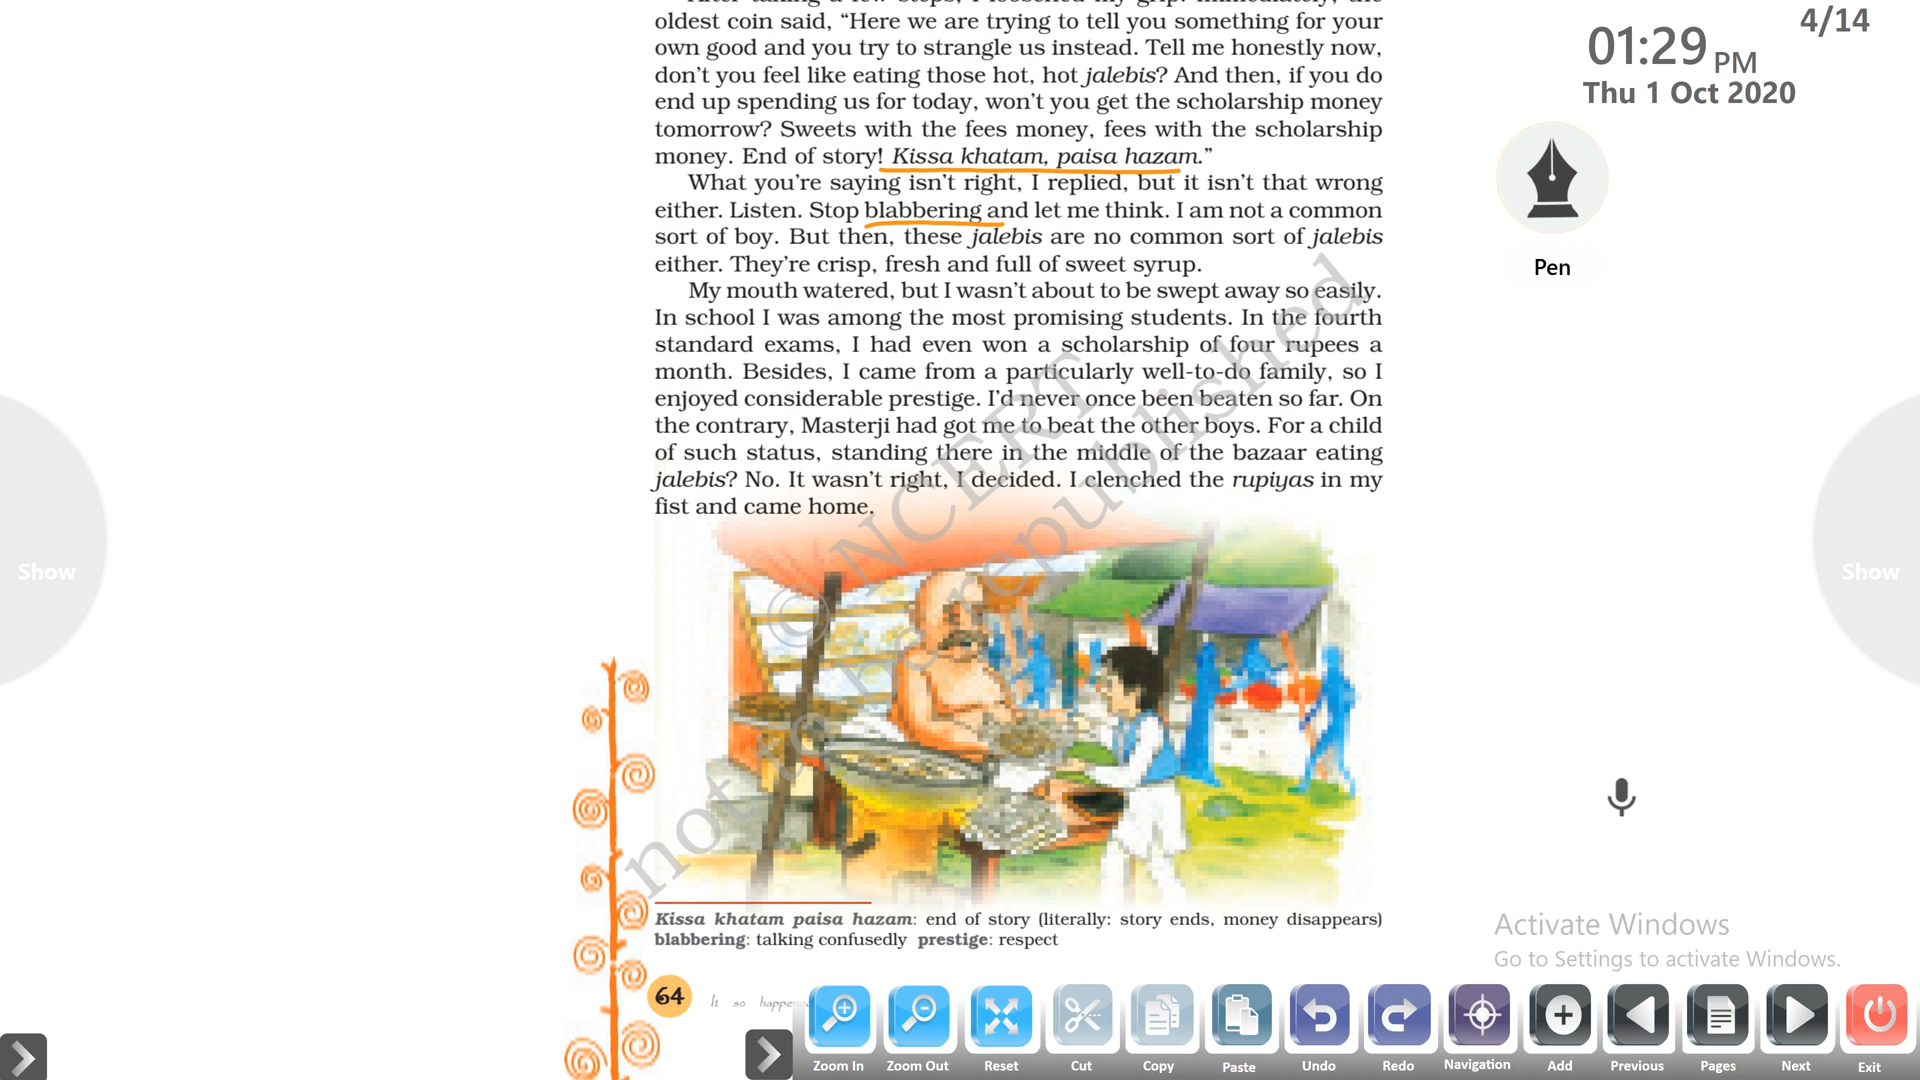 oldest coin said, “Here we are trying to tell you something for your
own good and you try to strangle us instead. Tell me honestly now,
don’t you feel like eating those hot, hot jalebis? And then, if you do
end up spending us for today, won’t you get the scholarship money
tomorrow? Sweets with the fees money, fees with the scholarship
money. End of story! Kissa khatam, paisa hazam.”
What you’re saying isn’t right, I replied, but it isn’t that wrong
either. Listen. Stop blabbering and let me think. I am not a common
sort of boy. But then, these jalebis are no common sort of jalebis
either. They’re crisp, fresh and full of sweet syrup.
My mouth watered, but I wasn’t about to be swept away so easily.
In school I was among the most promising students. In the fourth
standard exams, I had even won a scholarship of four rupees a
month. Besides, I came from a particularly well-to-do family, so I
enjoyed considerable prestige. I’d never once been beaten so far. On
the contrary, Masterji had got me to beat the other boys. For a child
of such status, standing there in the middle of the bazaar eating
jalebis? No. It wasn’t right, I decided. I clenched the rupiyas in my
fist and came home.
© NCERT
not to be republished
Kissa khatam paisa hazam: end of story (literally: story ends, money disappears)
blabbering: talking confusedly prestige: respect
64 It so
4/14
01:29 PM
Thu 1 Oct 2020
Pen
Show
Show
Activate Windows
Go to Settings to activate Windows.
Zoom In Zoom Out Reset Cut Copy Paste Undo Redo Navigation Add Previous Pages Next Exit